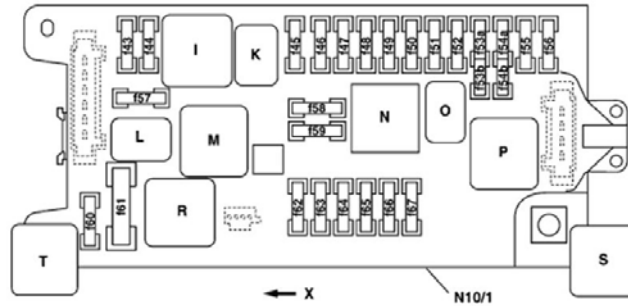 f43 f44 I K f45 f46 f47 f48 f49 f50 f51 f52 f53a f54a f55 f56
f53b f54b
f57
f58
f59
L M N O P
f60 f61 R f62 f63 f64 f65 f66 f67
T S
X N10/1